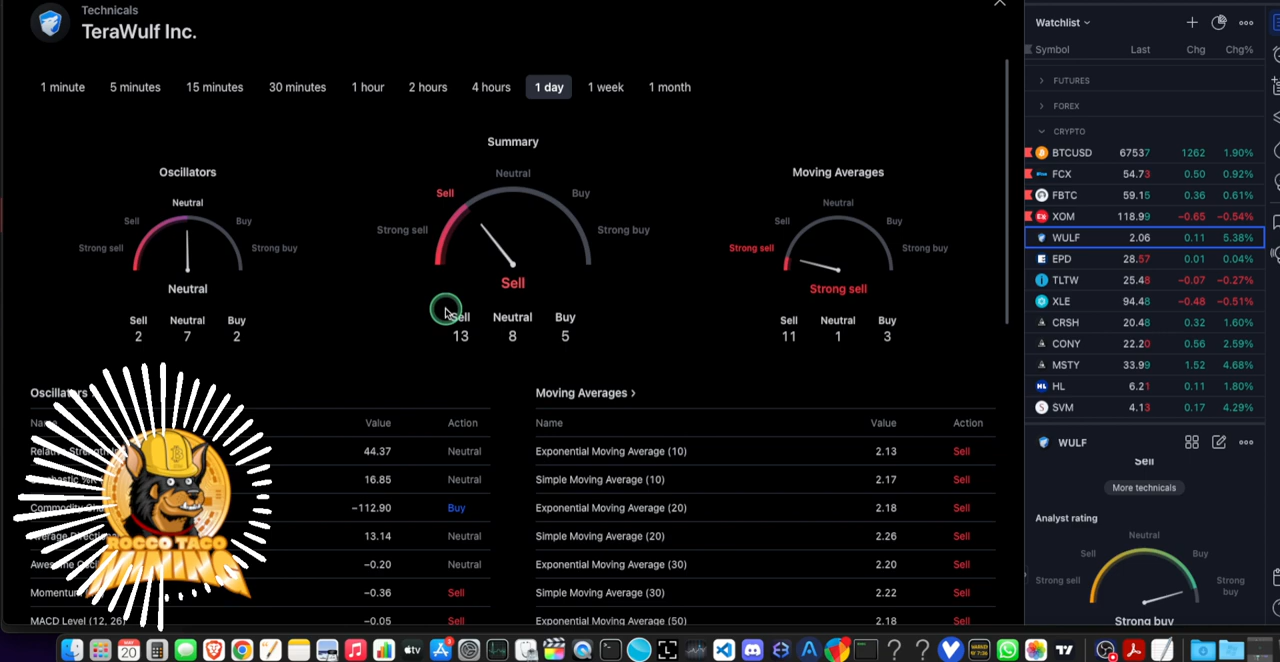 Technicals
TeraWulf Inc.
1 minute 5 minutes 15 minutes 30 minutes 1 hour 2 hours 4 hours 1 day 1 week 1 month
Summary
Oscillators
Neutral
Sell
Buy
Strong sell
Strong buy
Neutral
Sell Neutral Buy
2 7 2
Neutral
Sell
Buy
Strong sell
Strong buy
Sell
Sell Neutral Buy
13 8 5
Moving Averages
Neutral
Sell
Buy
Strong sell
Strong buy
Strong sell
Sell Neutral Buy
11 1 3
Oscillators
Value Action
44.37 Neutral
16.85 Neutral
Commodity −112.90 Buy
Average 13.14 Neutral
−0.20 Neutral
Momentum −0.36 Sell
MACD Level (12, 26) −0.05 Sell
Moving Averages >
Name Value Action
Exponential Moving Average (10) 2.13 Sell
Simple Moving Average (10) 2.17 Sell
Exponential Moving Average (20) 2.18 Sell
Simple Moving Average (20) 2.26 Sell
Exponential Moving Average (30) 2.20 Sell
Simple Moving Average (30) 2.22 Sell
Exponential Moving Average (50) 2.18 Sell
ROCCO TACO
MINING
Watchlist
Symbol Last Chg Chg%
FUTURES
FOREX
CRYPTO
BTCUSD 67537 1262 1.90%
FCX 54.73 0.50 0.92%
FBTC 59.15 0.36 0.61%
XOM 118.99 −0.65 −0.54%
WULF 2.06 0.11 5.38%
EPD 28.57 0.01 0.04%
TLTW 25.48 −0.07 −0.27%
XLE 94.48 −0.48 −0.51%
CRSH 20.48 0.32 1.60%
CONY 22.20 0.56 2.59%
MSTY 33.99 1.52 4.68%
HL 6.21 0.11 1.80%
SVM 4.13 0.17 4.29%
WULF
Sell
More technicals
Analyst rating
Neutral
Sell
Buy
Strong sell
Strong buy
Strong buy
MAY
20
tv